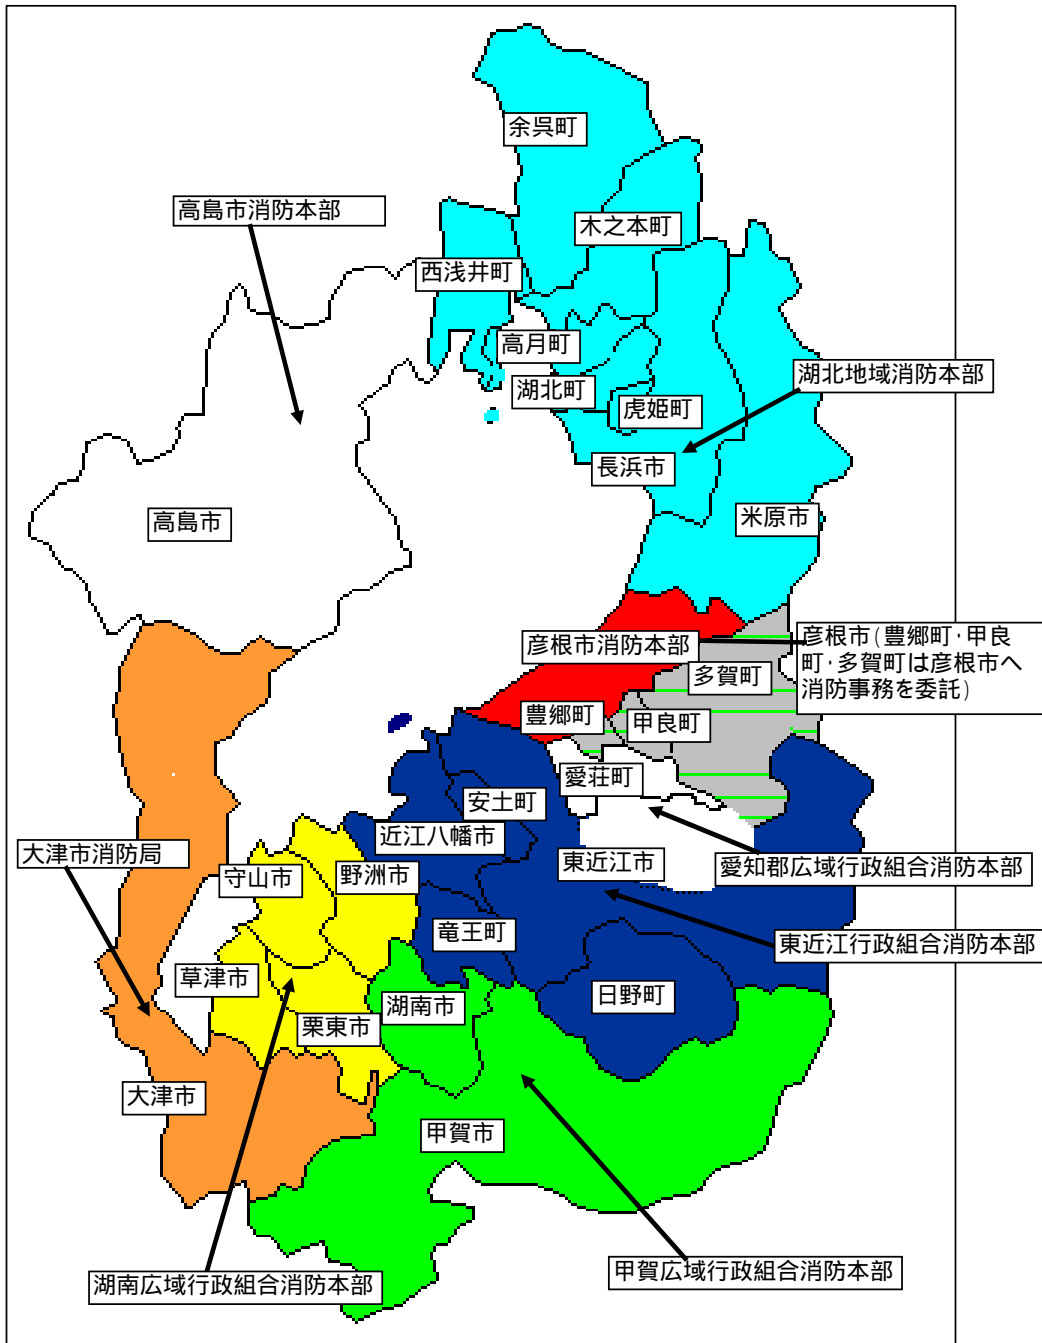 余呉町
高島市消防本部
木之本町
西浅井町
高月町
湖北町
虎姫町
湖北地域消防本部
長浜市
高島市
米原市
彦根市消防本部
彦根市(豊郷町・甲良
町・多賀町は彦根市へ
消防事務を委託)
多賀町
豊郷町
甲良町
愛荘町
安土町
近江八幡市
大津市消防局
守山市
野洲市
東近江市
愛知郡広域行政組合消防本部
竜王町
東近江行政組合消防本部
草津市
湖南市
日野町
栗東市
大津市
甲賀市
湖南広域行政組合消防本部
甲賀広域行政組合消防本部